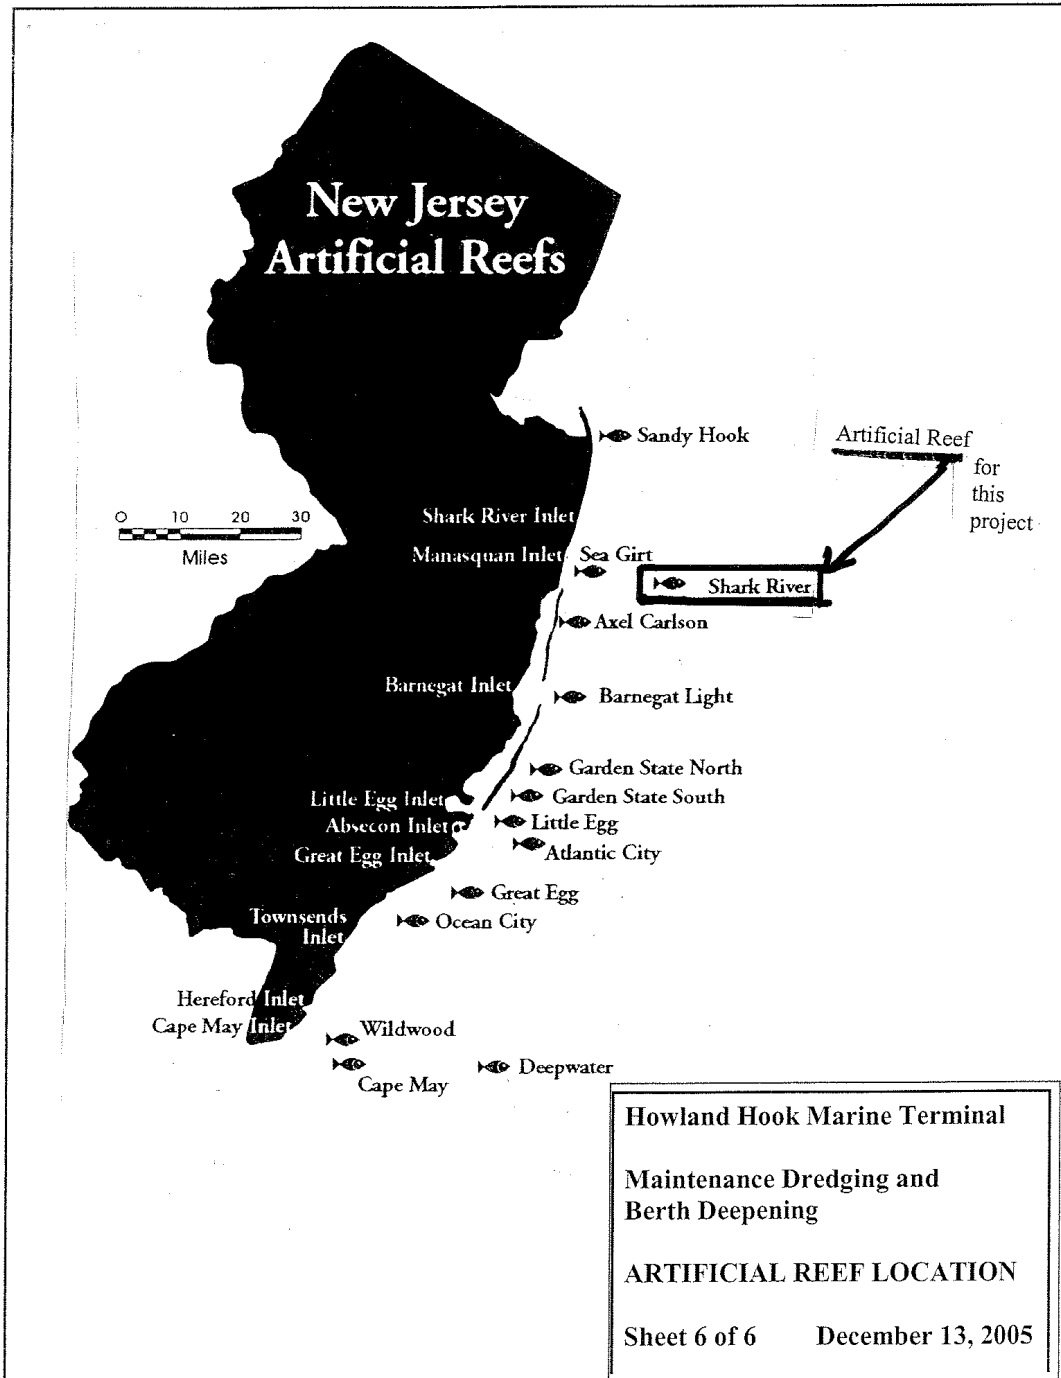 New Jersey
Artificial Reefs
Sandy Hook
Artificial Reef
for
this
project
0 10 20 30
Miles
Shark River Inlet
Manasquan Inlet
Sea Girt
Shark River
Axel Carlson
Barnegat Inlet
Barnegat Light
Garden State North
Little Egg Inlet
Garden State South
Absecon Inlet
Little Egg
Great Egg Inlet
Atlantic City
Great Egg
Townsends
Inlet
Ocean City
Hereford Inlet
Cape May Inlet
Wildwood
Cape May
Deepwater
Howland Hook Marine Terminal
Maintenance Dredging and
Berth Deepening
ARTIFICIAL REEF LOCATION
Sheet 6 of 6 December 13, 2005